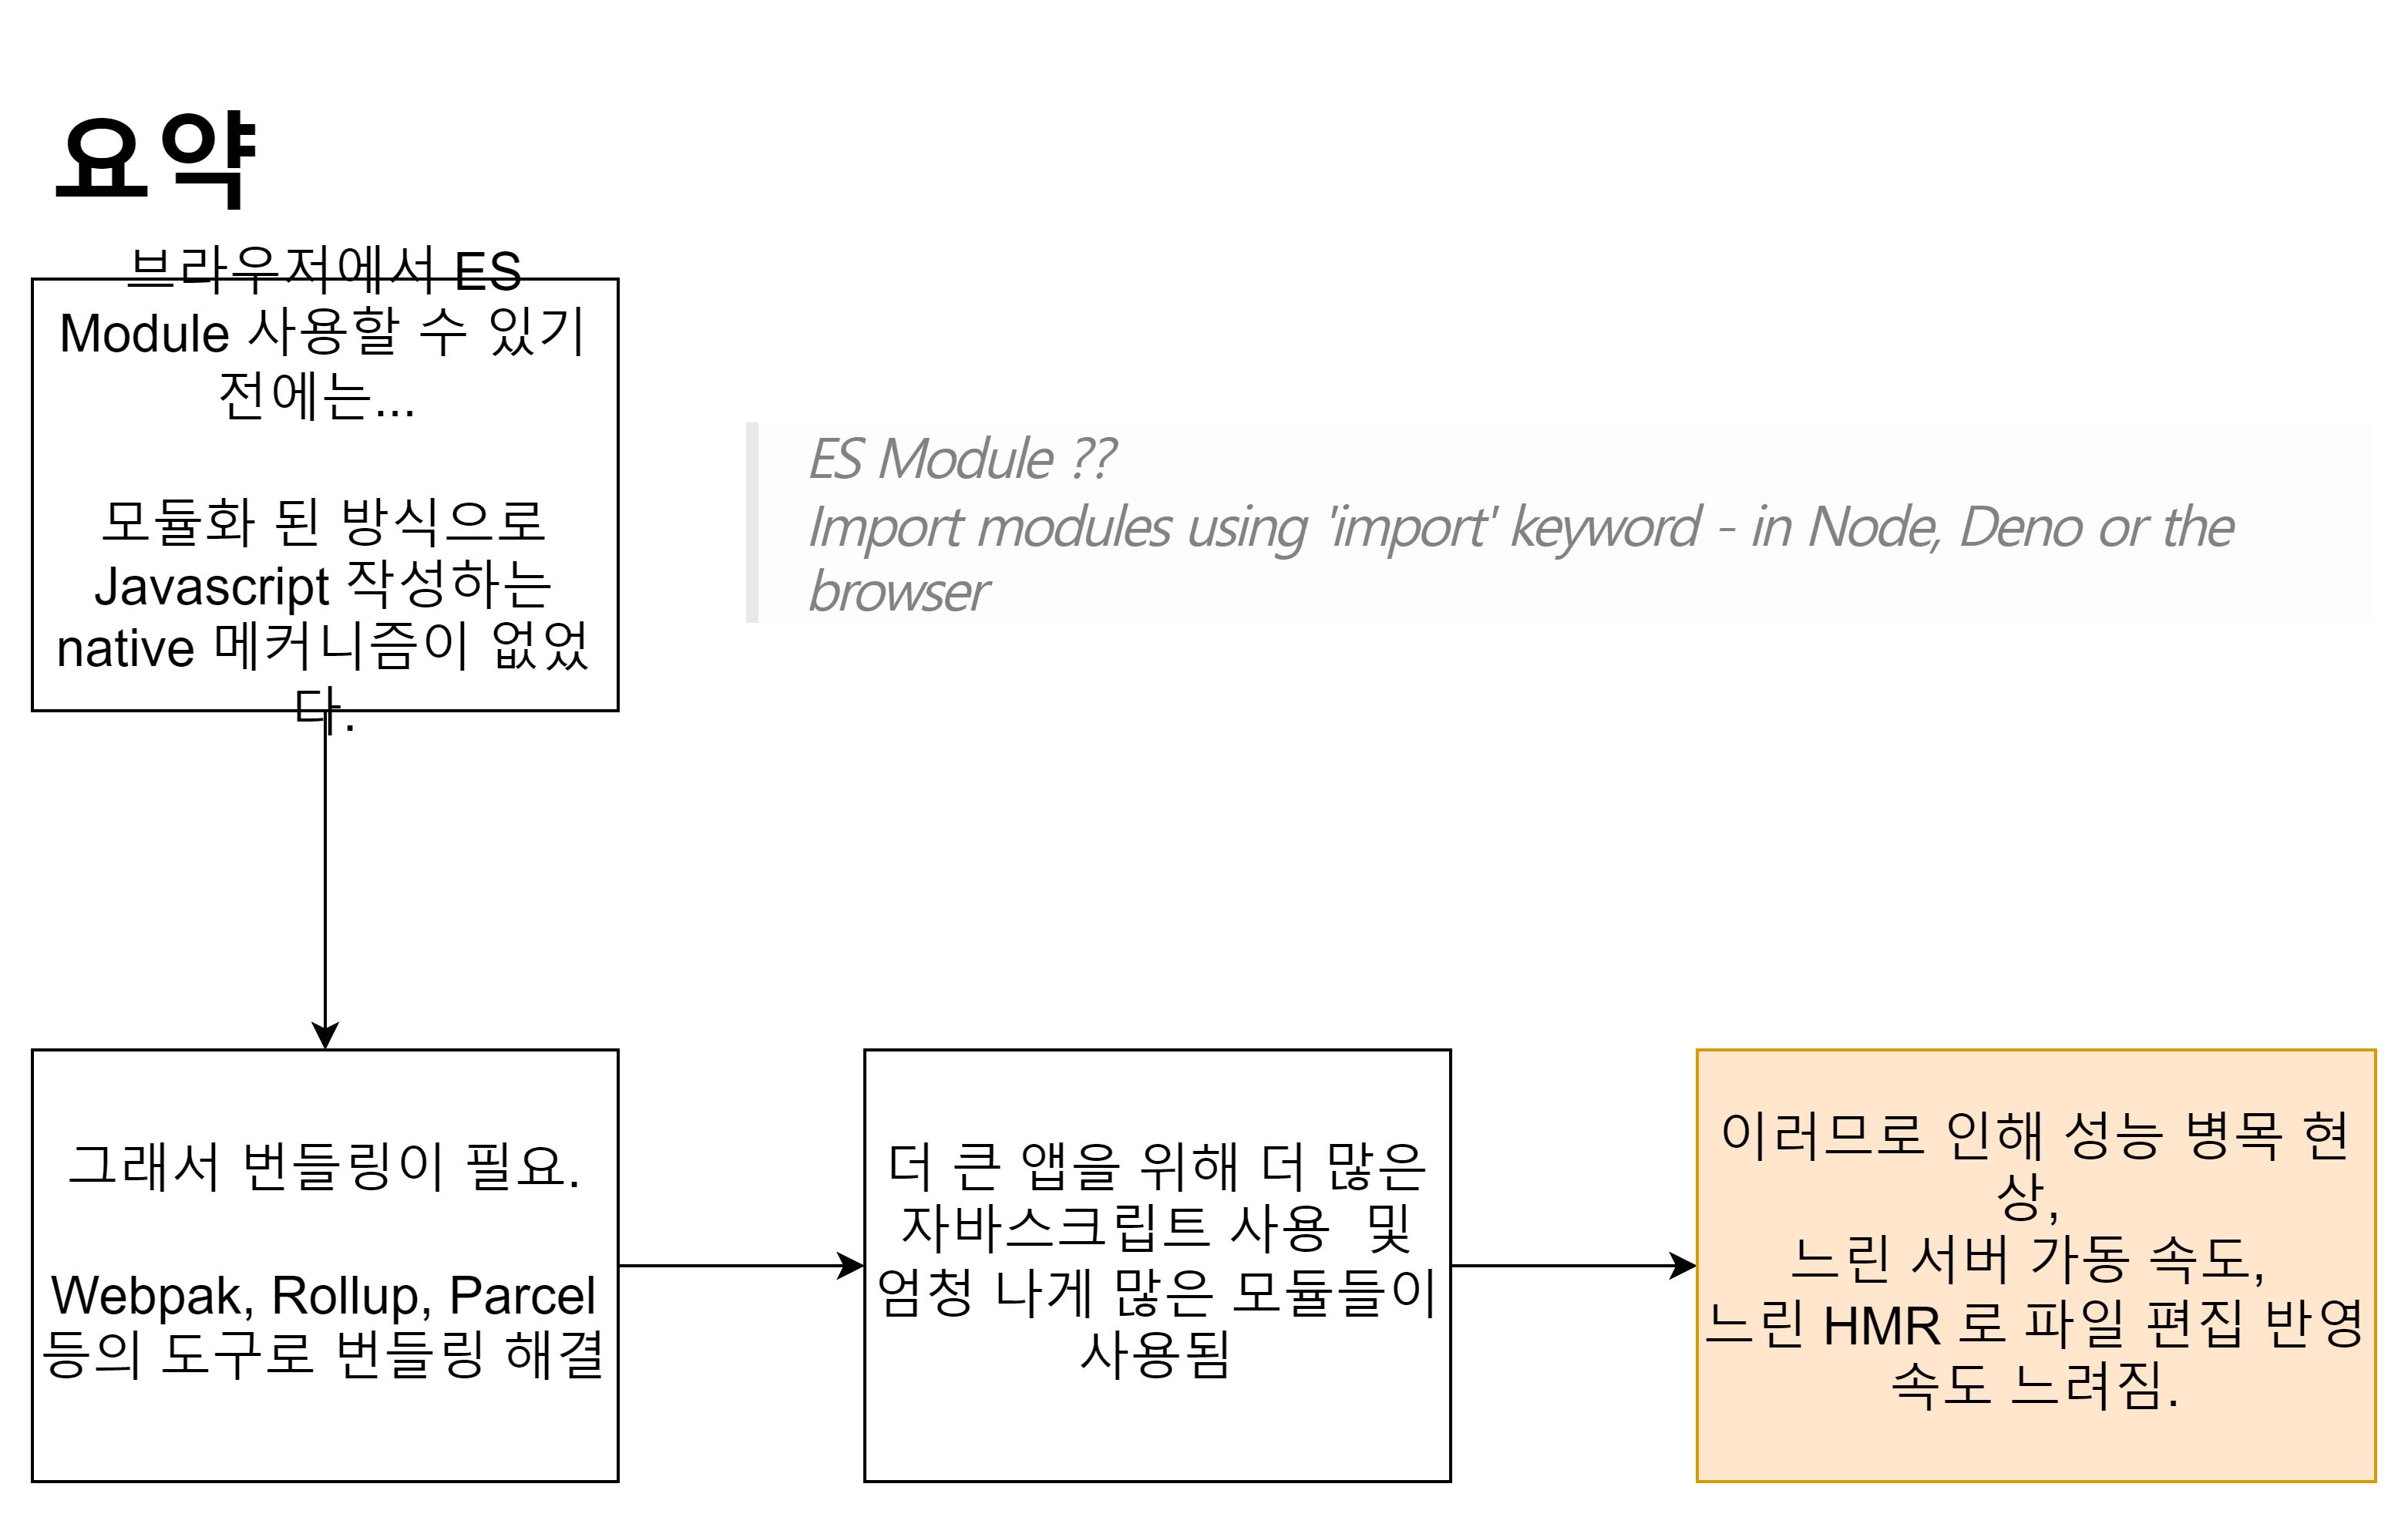 요약
브라우저에서 ES
Module 사용할 수 있기
전에는...
모듈화 된 방식으로
Javascript 작성하는
native 메커니즘이 없었
다.
ES Module ??
Import modules using 'import' keyword - in Node, Deno or the
browser
그래서 번들링이 필요.
Webpak, Rollup, Parcel
등의 도구로 번들링 해결
더 큰 앱을 위해 더 많은
자바스크립트 사용 및
엄청 나게 많은 모듈들이
사용됨
이러므로 인해 성능 병목 현
상,
느린 서버 가동 속도,
느린 HMR 로 파일 편집 반영
속도 느려짐.